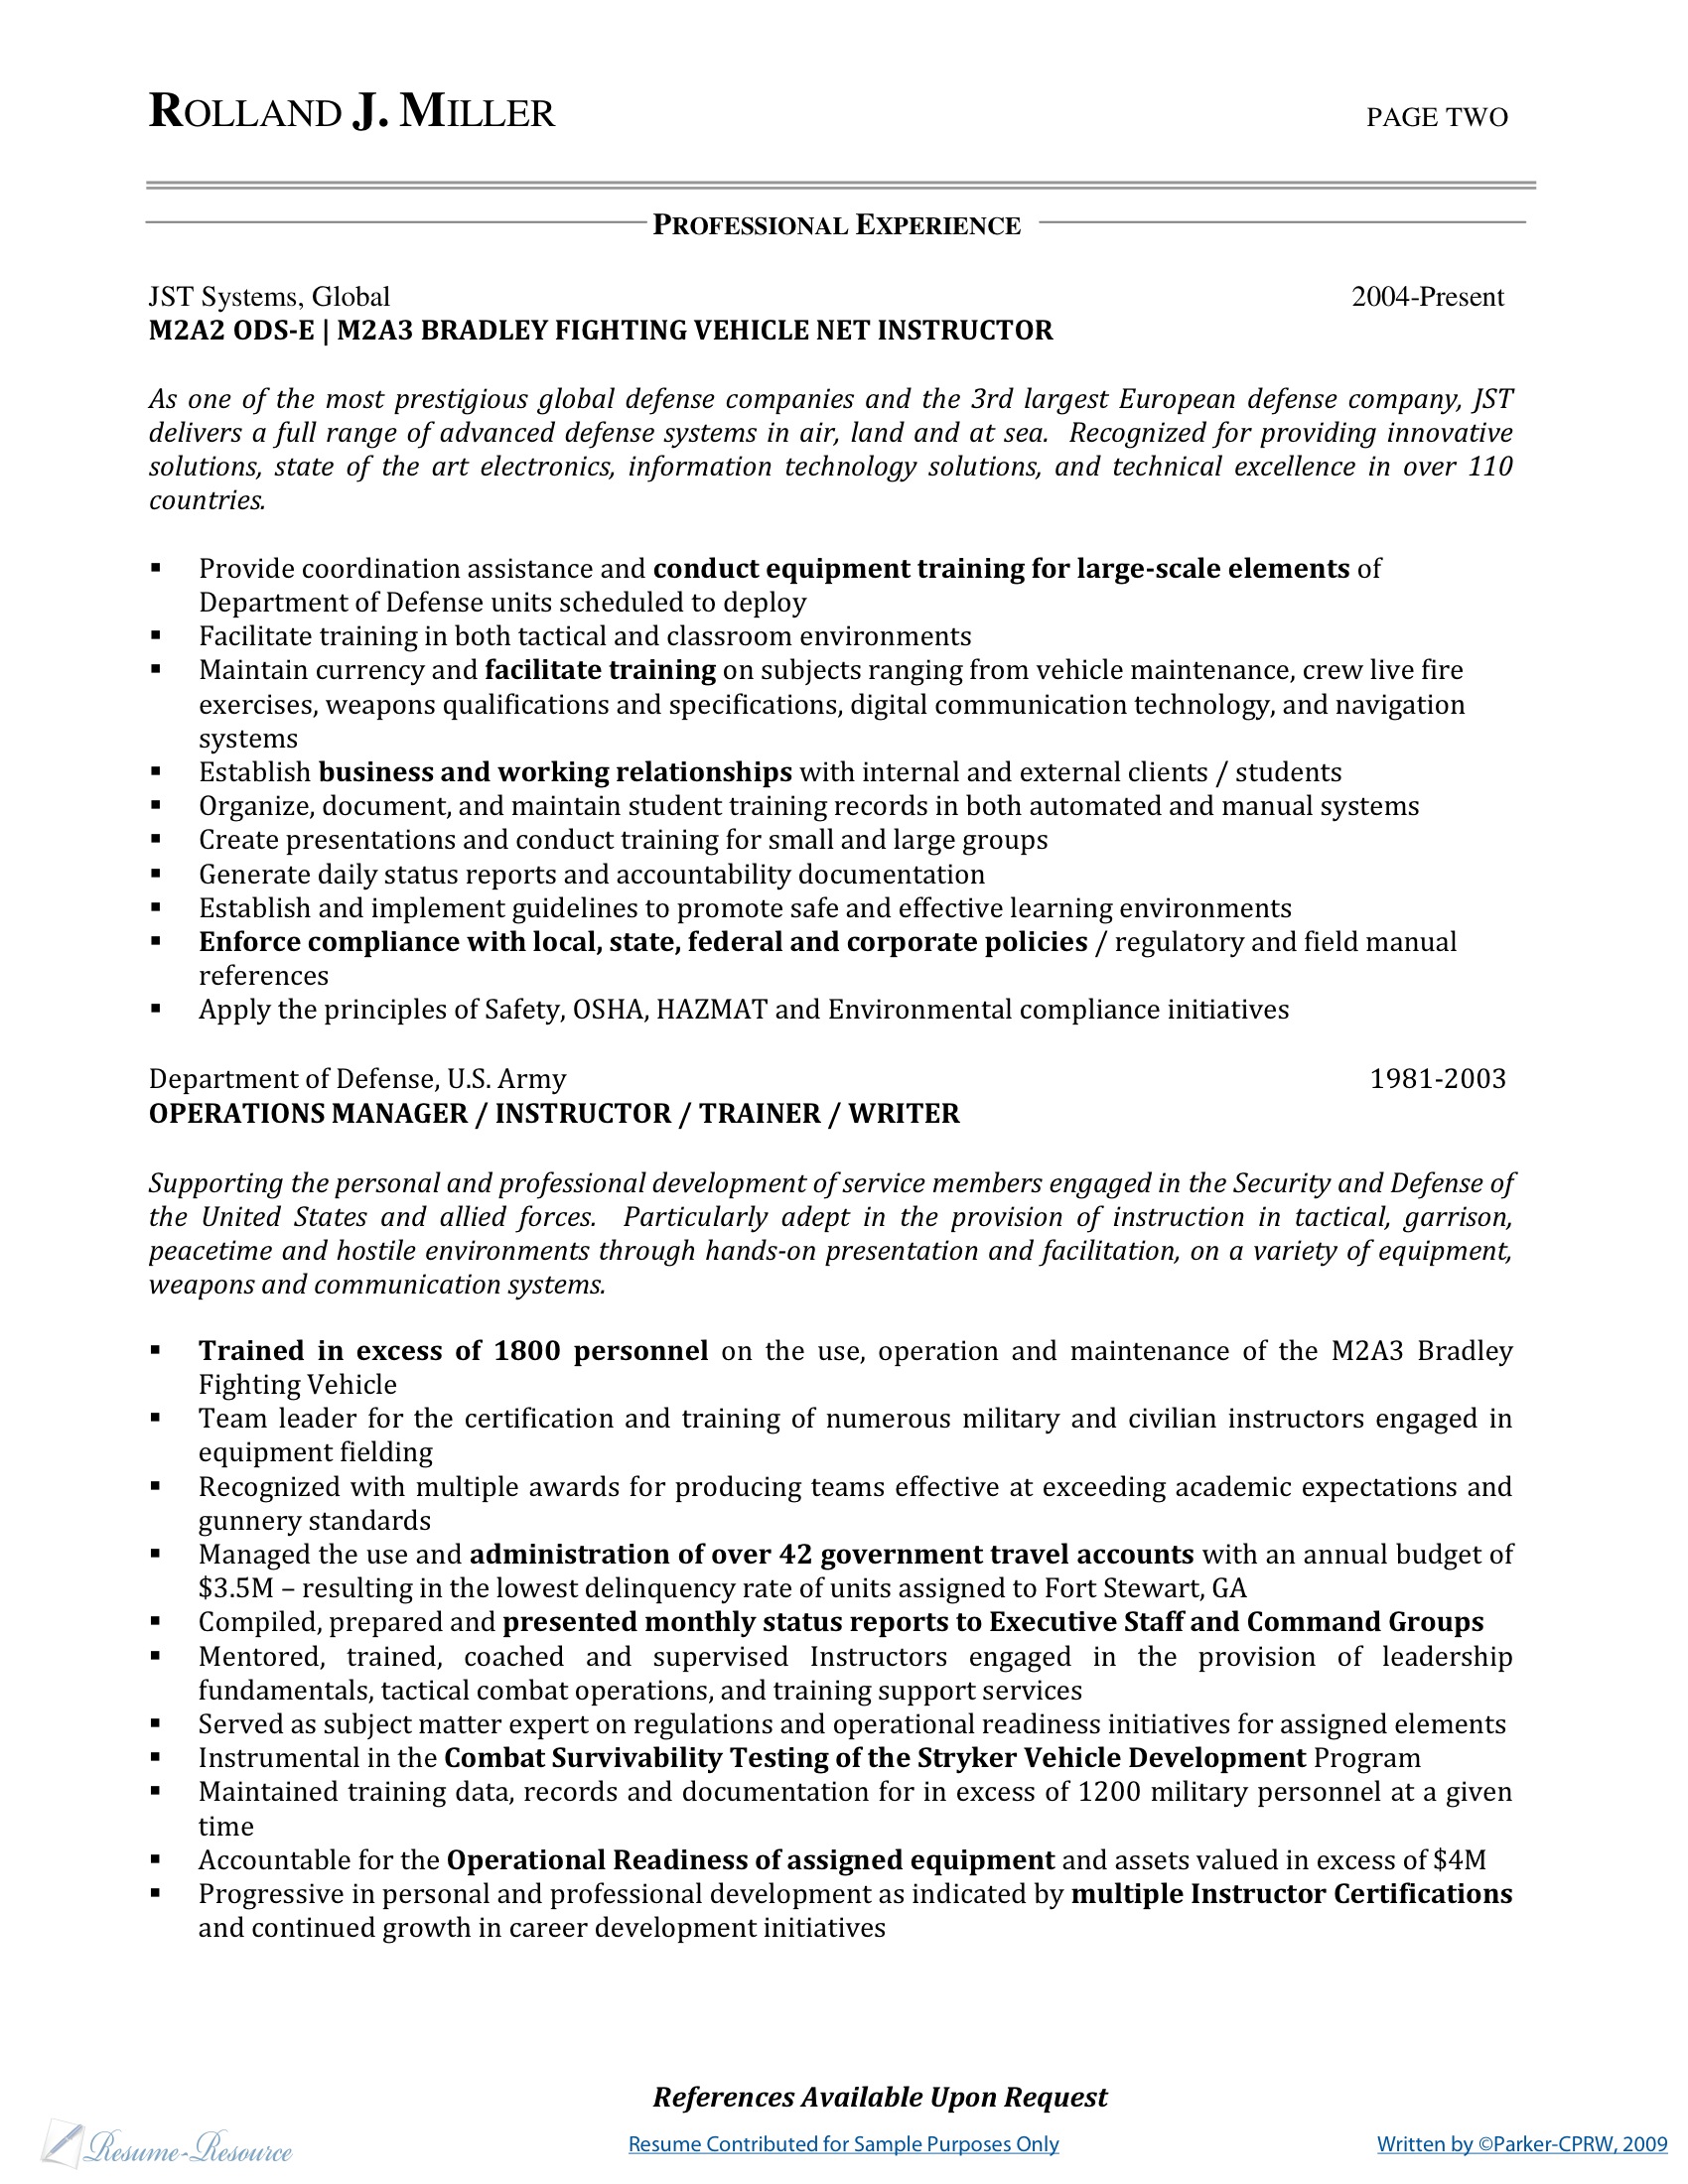 ROLLAND J. MILLER PAGE TWO
PROFESSIONAL EXPERIENCE
JST Systems, Global 2004-Present
M2A2 ODS-E | M2A3 BRADLEY FIGHTING VEHICLE NET INSTRUCTOR
As one of the most prestigious global defense companies and the 3rd largest European defense company, JST
delivers a full range of advanced defense systems in air, land and at sea. Recognized for providing innovative
solutions, state of the art electronics, information technology solutions, and technical excellence in over 110
countries.
▪ Provide coordination assistance and conduct equipment training for large-scale elements of
Department of Defense units scheduled to deploy
▪ Facilitate training in both tactical and classroom environments
▪ Maintain currency and facilitate training on subjects ranging from vehicle maintenance, crew live fire
exercises, weapons qualifications and specifications, digital communication technology, and navigation
systems
▪ Establish business and working relationships with internal and external clients / students
▪ Organize, document, and maintain student training records in both automated and manual systems
▪ Create presentations and conduct training for small and large groups
▪ Generate daily status reports and accountability documentation
▪ Establish and implement guidelines to promote safe and effective learning environments
▪ Enforce compliance with local, state, federal and corporate policies / regulatory and field manual
references
▪ Apply the principles of Safety, OSHA, HAZMAT and Environmental compliance initiatives
Department of Defense, U.S. Army 1981-2003
OPERATIONS MANAGER / INSTRUCTOR / TRAINER / WRITER
Supporting the personal and professional development of service members engaged in the Security and Defense of
the United States and allied forces. Particularly adept in the provision of instruction in tactical, garrison,
peacetime and hostile environments through hands-on presentation and facilitation, on a variety of equipment,
weapons and communication systems.
▪ Trained in excess of 1800 personnel on the use, operation and maintenance of the M2A3 Bradley
Fighting Vehicle
▪ Team leader for the certification and training of numerous military and civilian instructors engaged in
equipment fielding
▪ Recognized with multiple awards for producing teams effective at exceeding academic expectations and
gunnery standards
▪ Managed the use and administration of over 42 government travel accounts with an annual budget of
$3.5M – resulting in the lowest delinquency rate of units assigned to Fort Stewart, GA
▪ Compiled, prepared and presented monthly status reports to Executive Staff and Command Groups
▪ Mentored, trained, coached and supervised Instructors engaged in the provision of leadership
fundamentals, tactical combat operations, and training support services
▪ Served as subject matter expert on regulations and operational readiness initiatives for assigned elements
▪ Instrumental in the Combat Survivability Testing of the Stryker Vehicle Development Program
▪ Maintained training data, records and documentation for in excess of 1200 military personnel at a given
time
▪ Accountable for the Operational Readiness of assigned equipment and assets valued in excess of $4M
▪ Progressive in personal and professional development as indicated by multiple Instructor Certifications
and continued growth in career development initiatives
References Available Upon Request
Resume-Resource Resume Contributed for Sample Purposes Only Written by ©Parker-CPRW, 2009